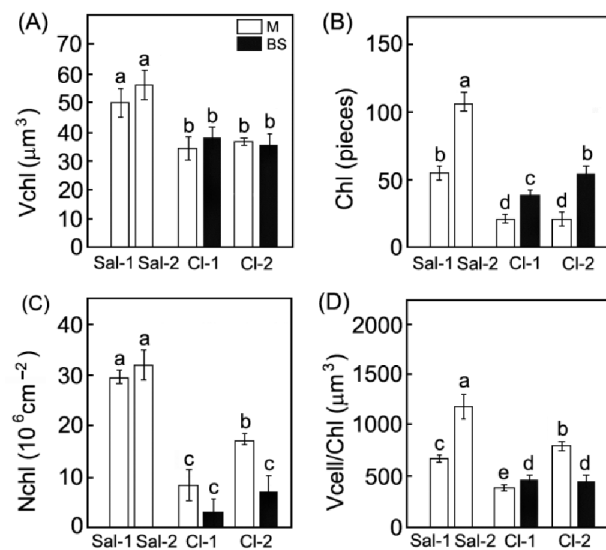 (A)
M
BS
Vchl (μm³)
70
60
50
40
30
20
10
0
a a b b b b
Sal-1 Sal-2 Cl-1 Cl-2
(B)
Chl (pieces)
150
100
50
0
b a d c d b
Sal-1 Sal-2 Cl-1 Cl-2
(C)
Nchl (10⁶cm⁻²)
40
30
20
10
0
a a c c b c
Sal-1 Sal-2 Cl-1 Cl-2
(D)
Vcell/Chl (μm³)
2000
1500
1000
500
0
c a e d b d
Sal-1 Sal-2 Cl-1 Cl-2